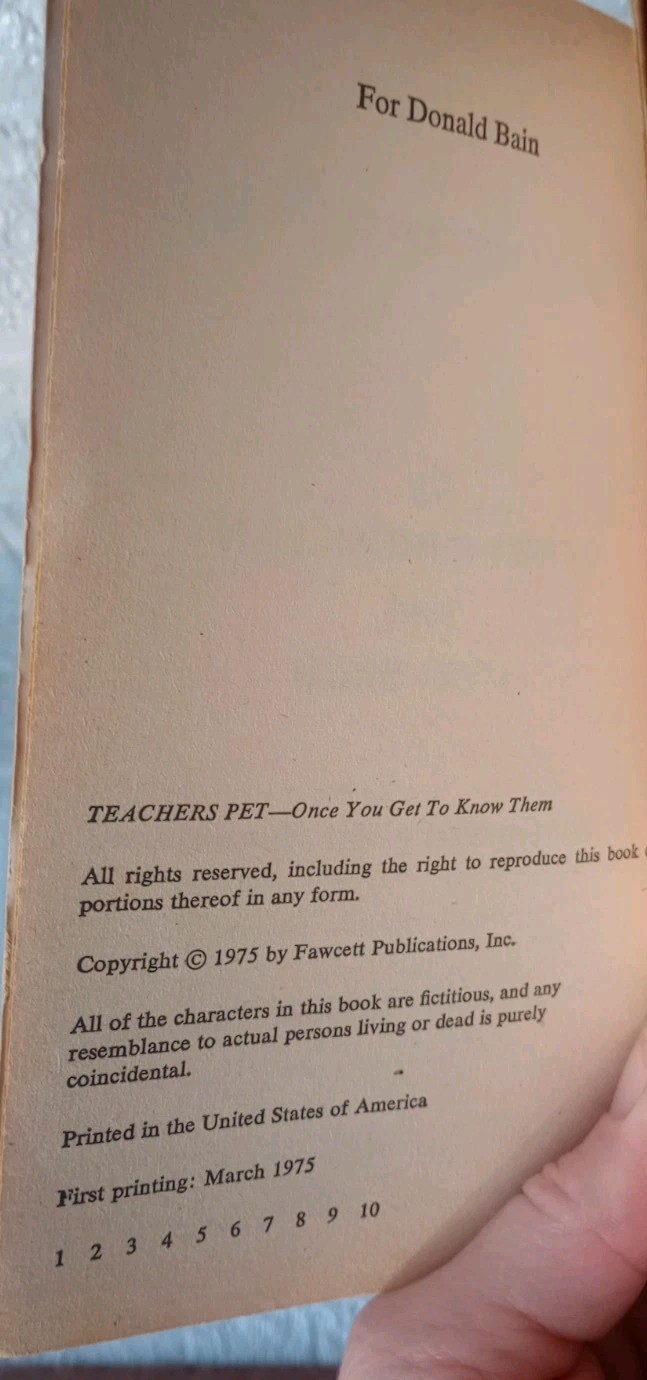 For Donald Bain
TEACHERS PET—Once You Get To Know Them
All rights reserved, including the right to reproduce this book
portions thereof in any form.
Copyright © 1975 by Fawcett Publications, Inc.
All of the characters in this book are fictitious, and any
resemblance to actual persons living or dead is purely
coincidental.
Printed in the United States of America
First printing: March 1975
1 2 3 4 5 6 7 8 9 10